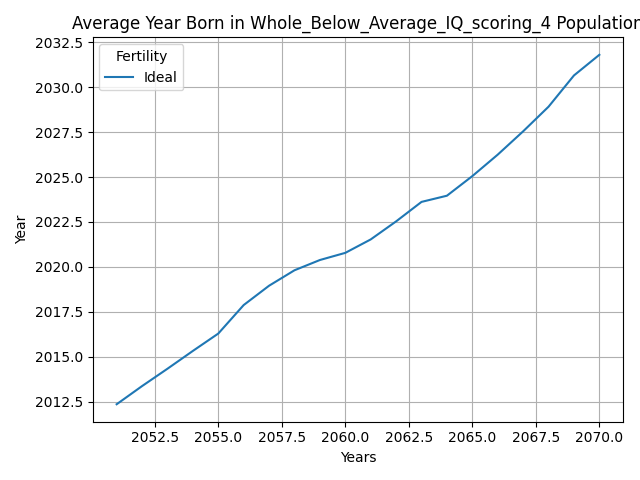 Average Year Born in Whole_Below_Average_IQ_scoring_4 Population
2032.5
2030.0
2027.5
2025.0
2022.5
2020.0
2017.5
2015.0
2012.5
Year
Fertility
Ideal
2052.5 2055.0 2057.5 2060.0 2062.5 2065.0 2067.5 2070.0
Years